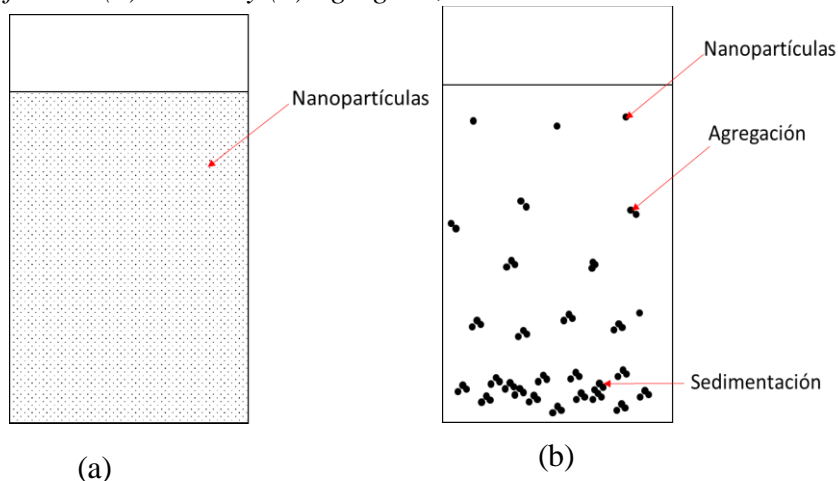 Nanopartículas
Nanopartículas
Agregación
Sedimentación
(a)
(b)